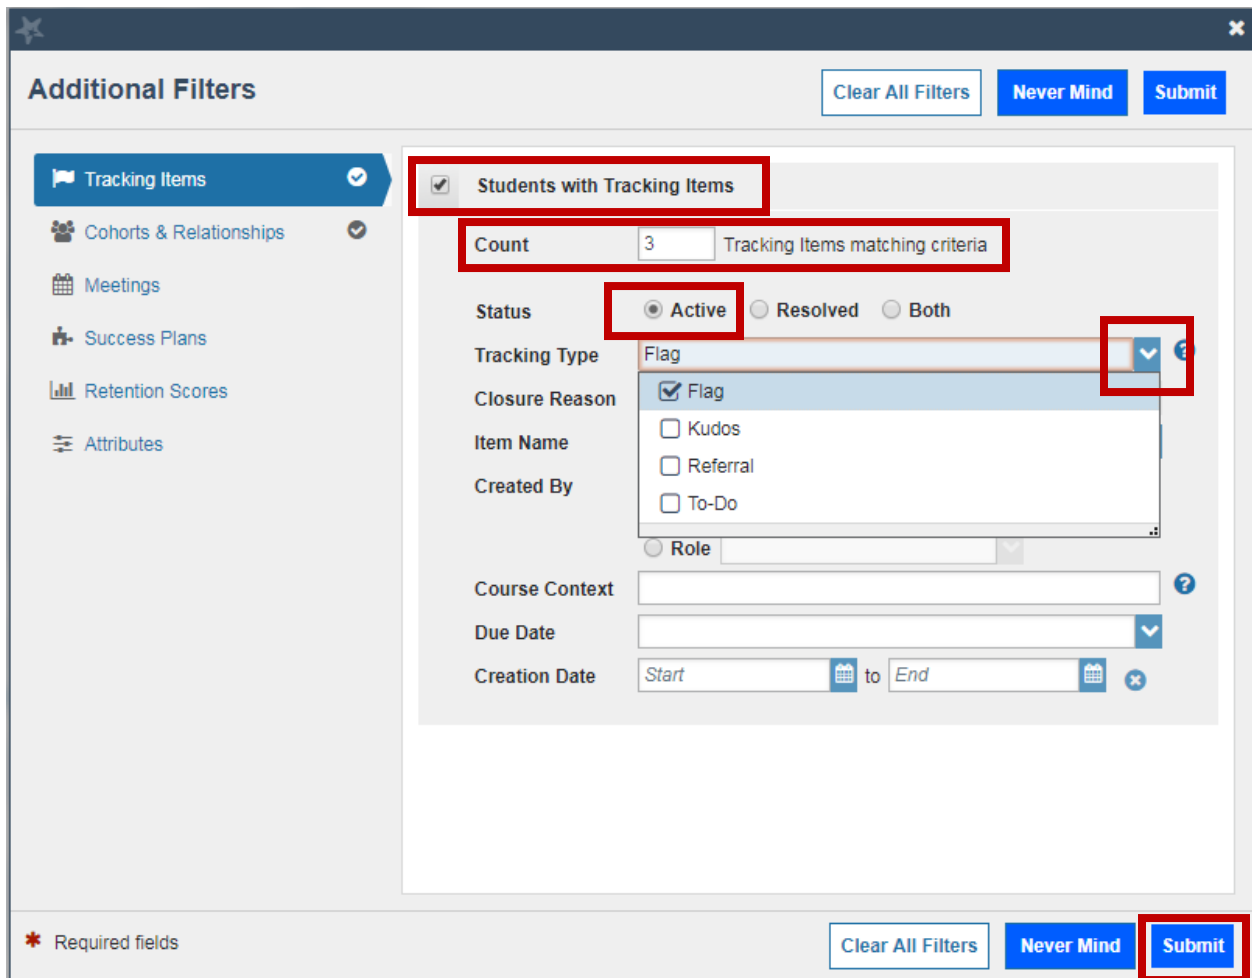 Additional Filters
Clear All Filters Never Mind Submit
Tracking Items
Cohorts & Relationships
Meetings
Success Plans
Retention Scores
Attributes
Students with Tracking Items
Count 3 Tracking Items matching criteria
Status Active Resolved Both
Tracking Type Flag
Closure Reason
Item Name
Created By
Flag
Kudos
Referral
To-Do
Role
Course Context
Due Date
Creation Date Start to End
* Required fields
Clear All Filters Never Mind Submit